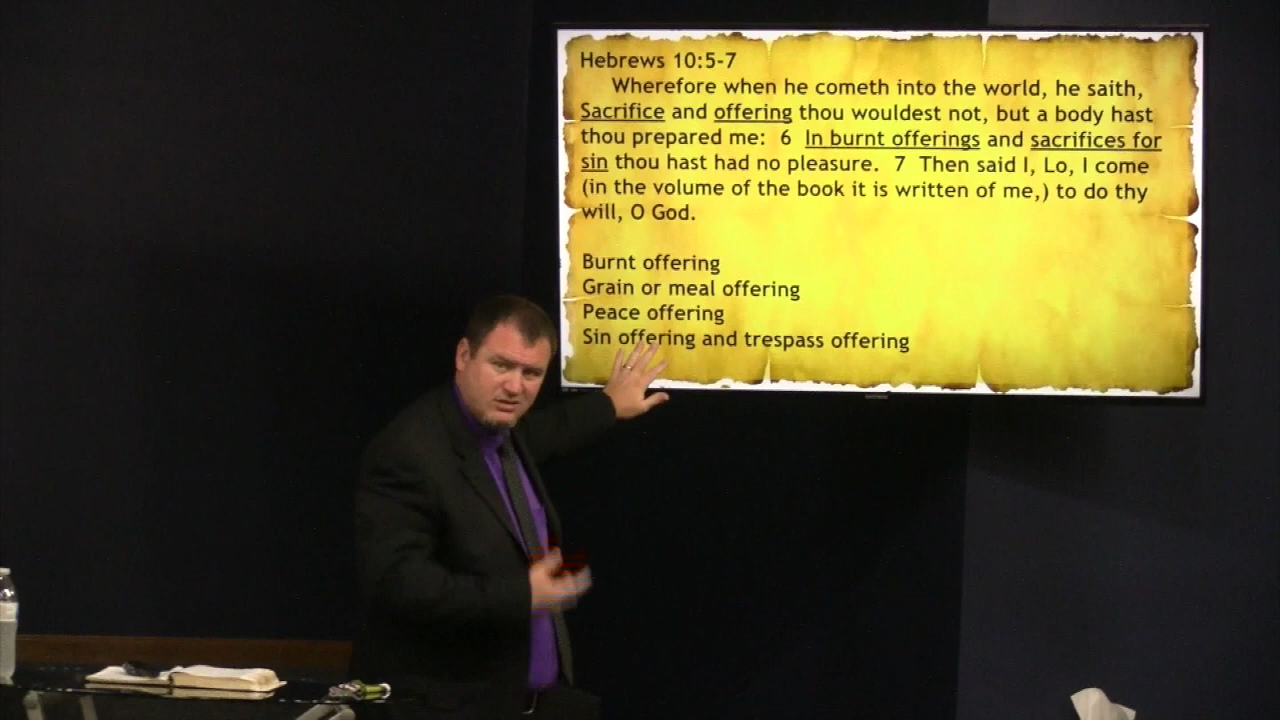 Hebrews 10:5-7
Wherefore when he cometh into the world, he saith,
Sacrifice and offering thou wouldest not, but a body hast
thou prepared me: 6 In burnt offerings and sacrifices for
sin thou hast had no pleasure. 7 Then said I, Lo, I come
(in the volume of the book it is written of me,) to do thy
will, O God.
Burnt offering
Grain or meal offering
Peace offering
Sin offering and trespass offering